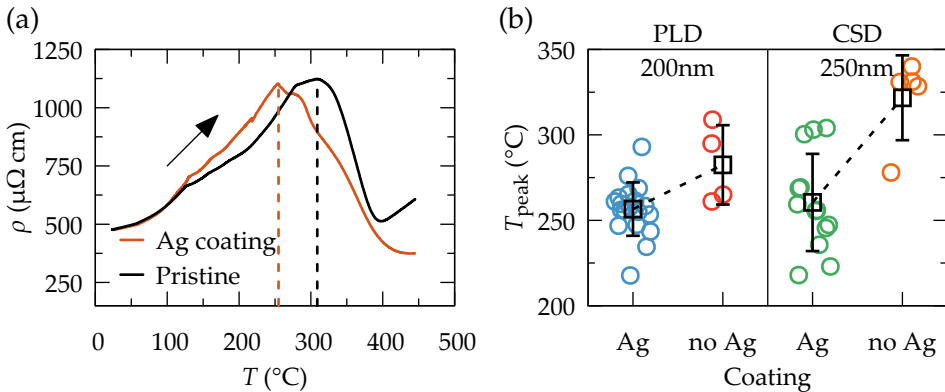 (a)
1250
1000
750
500
250
ρ (μΩ cm)
Ag coating
Pristine
0 100 200 300 400 500
T (°C)
(b)
PLD CSD
200nm 250nm
350
300
250
200
T_peak (°C)
Ag no Ag Ag no Ag
Coating